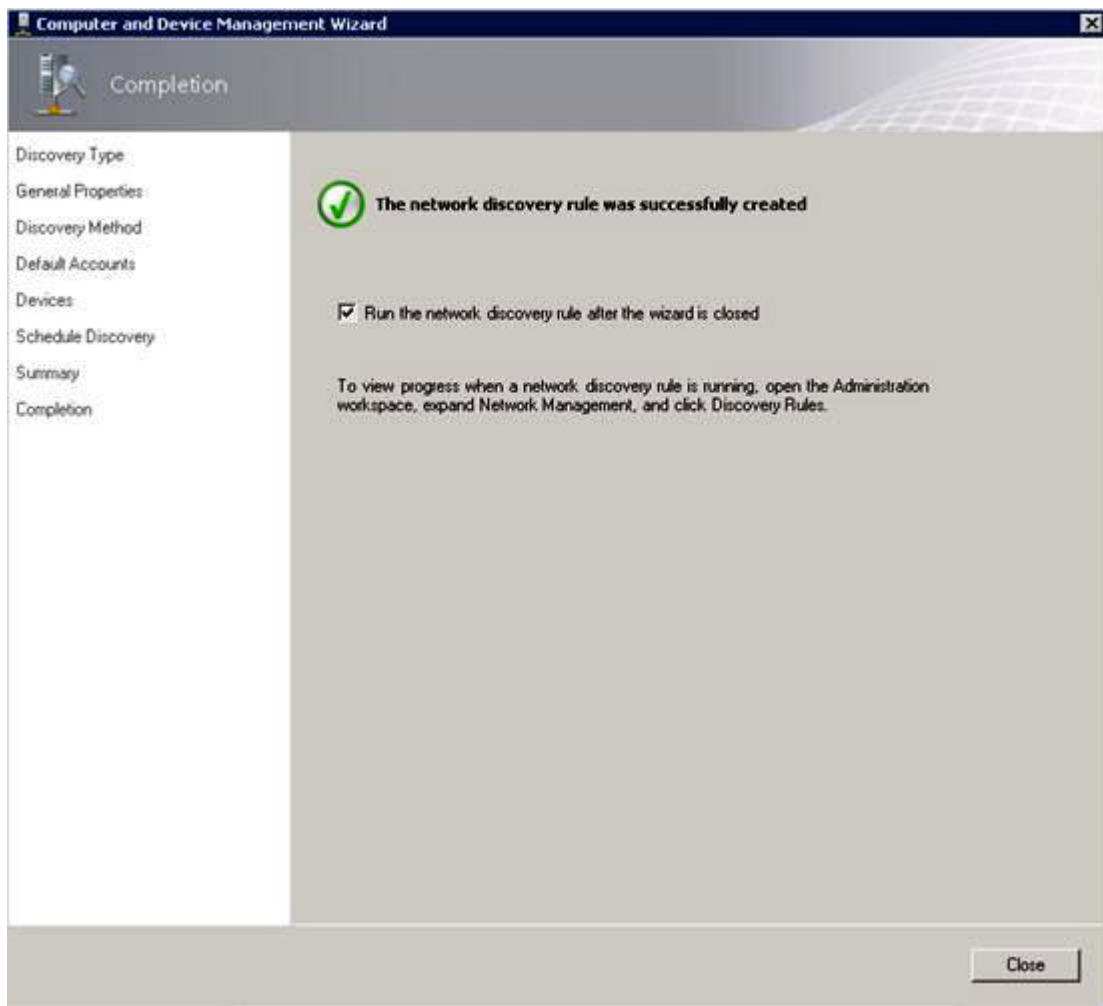 Computer and Device Management Wizard
Completion
Discovery Type
General Properties
Discovery Method
Default Accounts
Devices
Schedule Discovery
Summary
Completion
The network discovery rule was successfully created
Run the network discovery rule after the wizard is closed
To view progress when a network discovery rule is running, open the Administration
workspace, expand Network Management, and click Discovery Rules.
Close